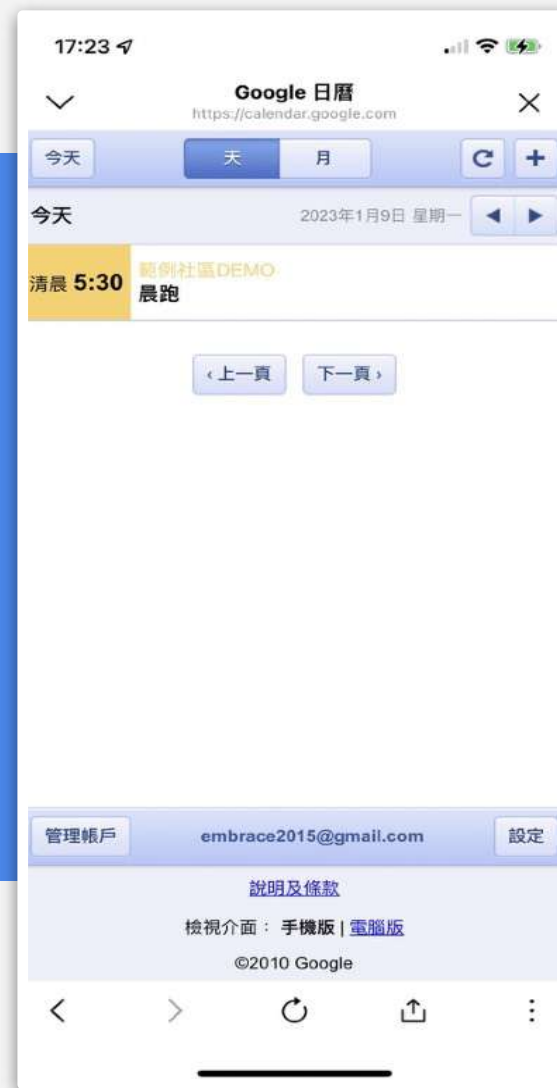 17:23
Google 日曆
https://calendar.google.com
今天 天 月
今天 2023年1月9日 星期一
清晨 5:30 範例社區DEMO
晨跑
‹上一頁 下一頁›
管理帳戶 embrace2015@gmail.com 設定
說明及條款
檢視介面： 手機版 | 電腦版
©2010 Google